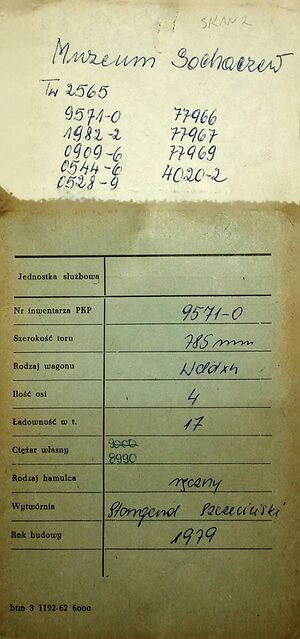 SKAN 2
Muzeum Sochaczew
Tw 2565
9571-0 77966
1982-2 77967
0909-6 77969
0544-6 4020-2
0528-9
Jednostka służbowa
Nr inwentarza PKP 9571-0
Szerokość toru 785 mm
Rodzaj wagonu Wddxh
Ilość osi 4
Ładowność w t. 17
Ciężar własny 9000
8990
Rodzaj hamulca ręczny
Wytwórnia Stargard Szczeciński
Rok budowy 1979
btm 3 1192-62 6000